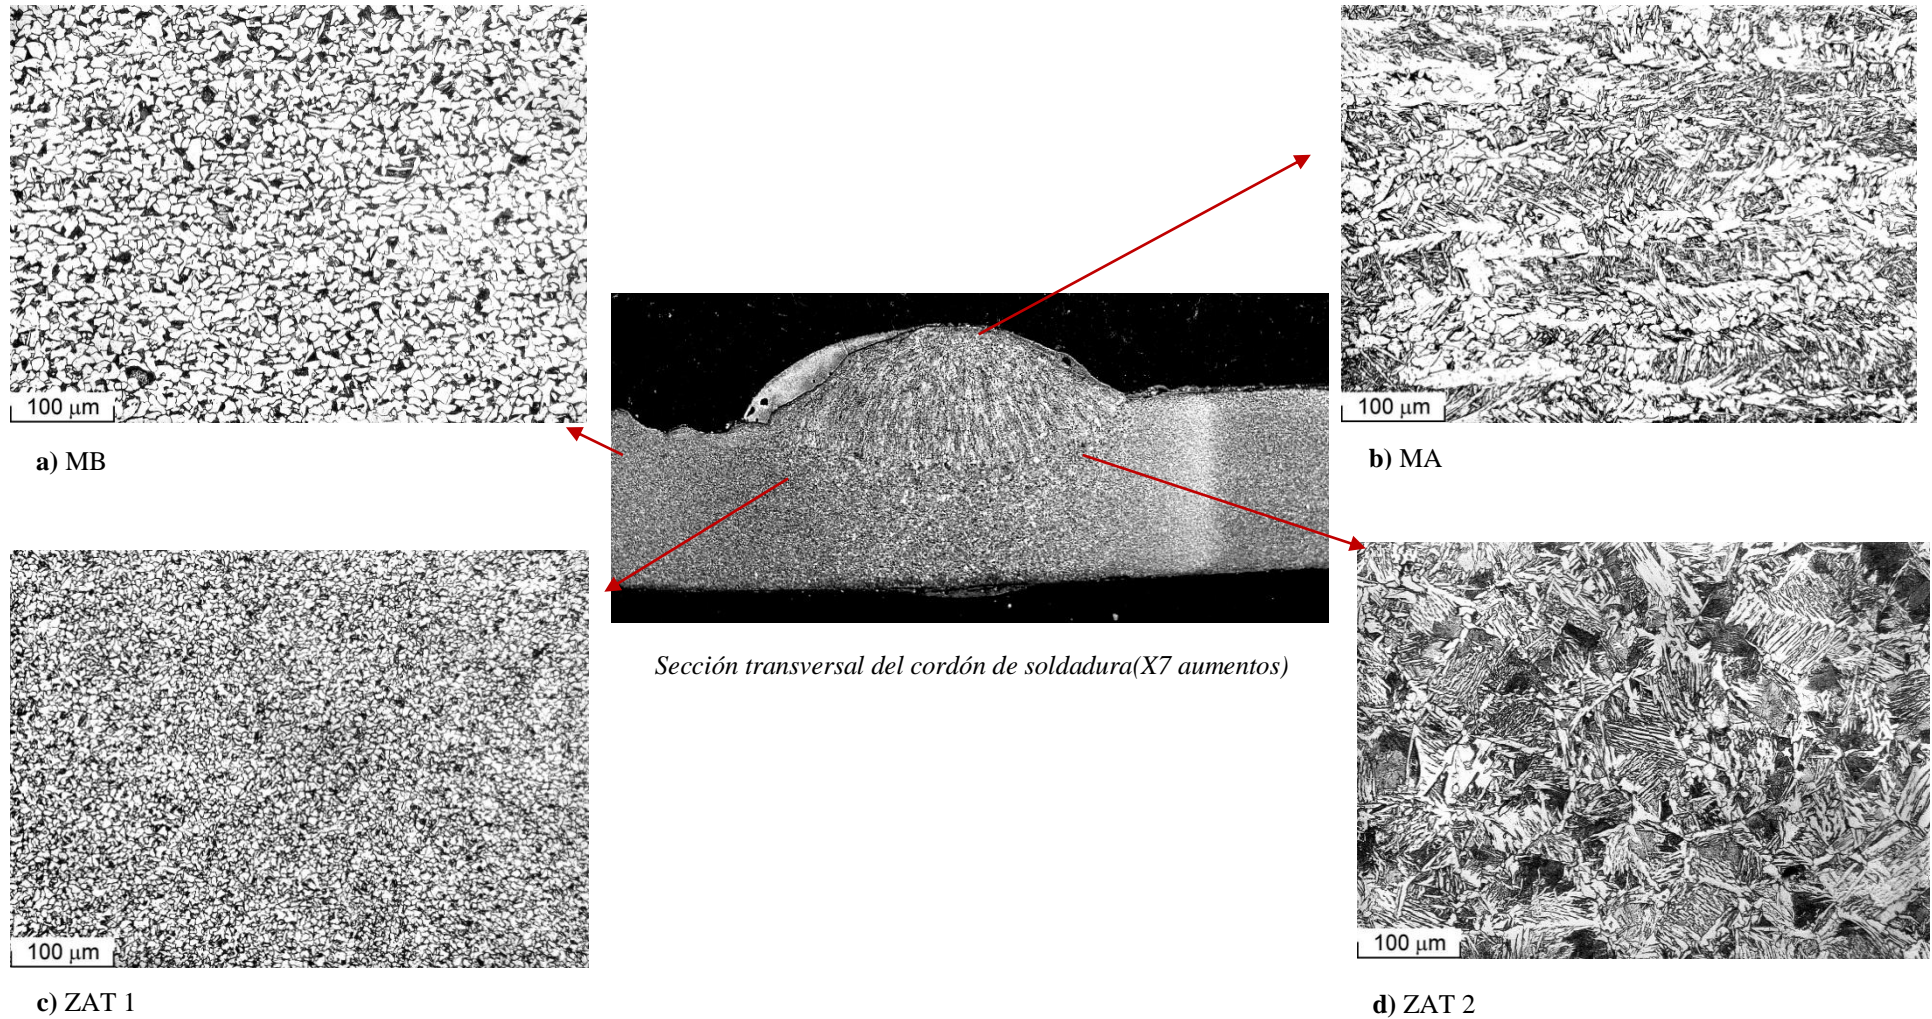 100 μm
100 μm
a) MB
b) MA
Sección transversal del cordón de soldadura(X7 aumentos)
100 μm
100 μm
c) ZAT 1
d) ZAT 2